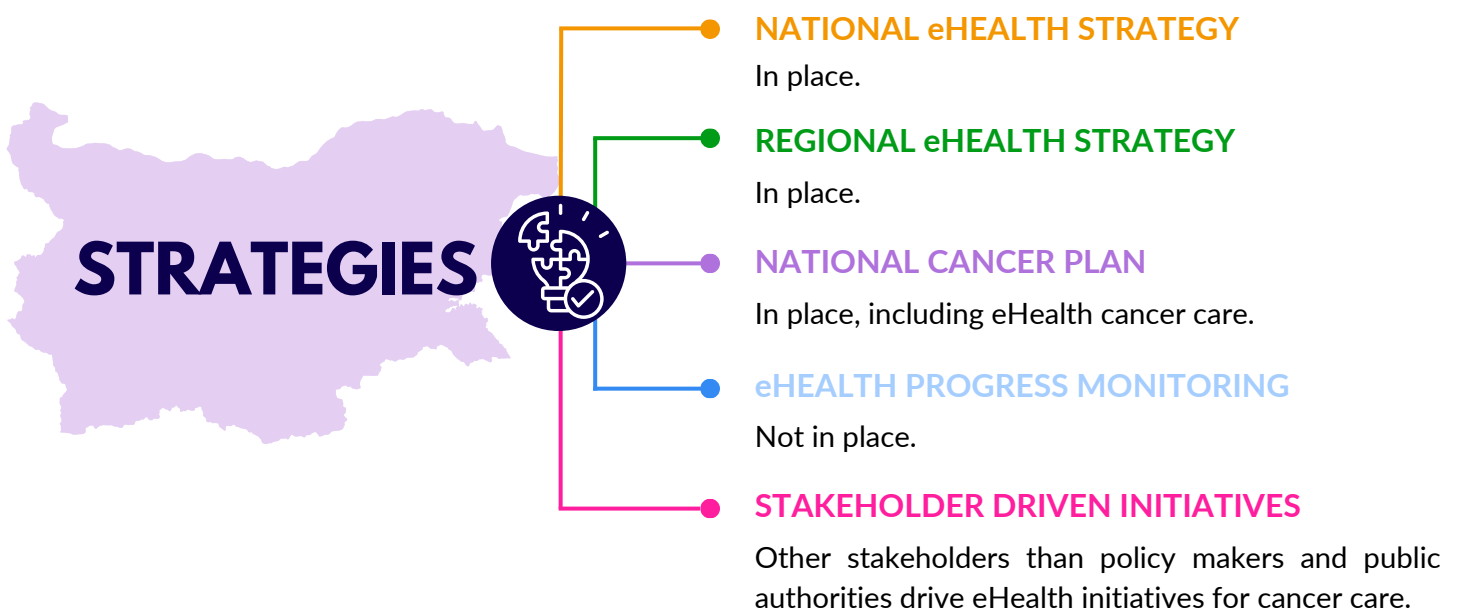 STRATEGIES
NATIONAL eHEALTH STRATEGY
In place.
REGIONAL eHEALTH STRATEGY
In place.
NATIONAL CANCER PLAN
In place, including eHealth cancer care.
eHEALTH PROGRESS MONITORING
Not in place.
STAKEHOLDER DRIVEN INITIATIVES
Other stakeholders than policy makers and public
authorities drive eHealth initiatives for cancer care.